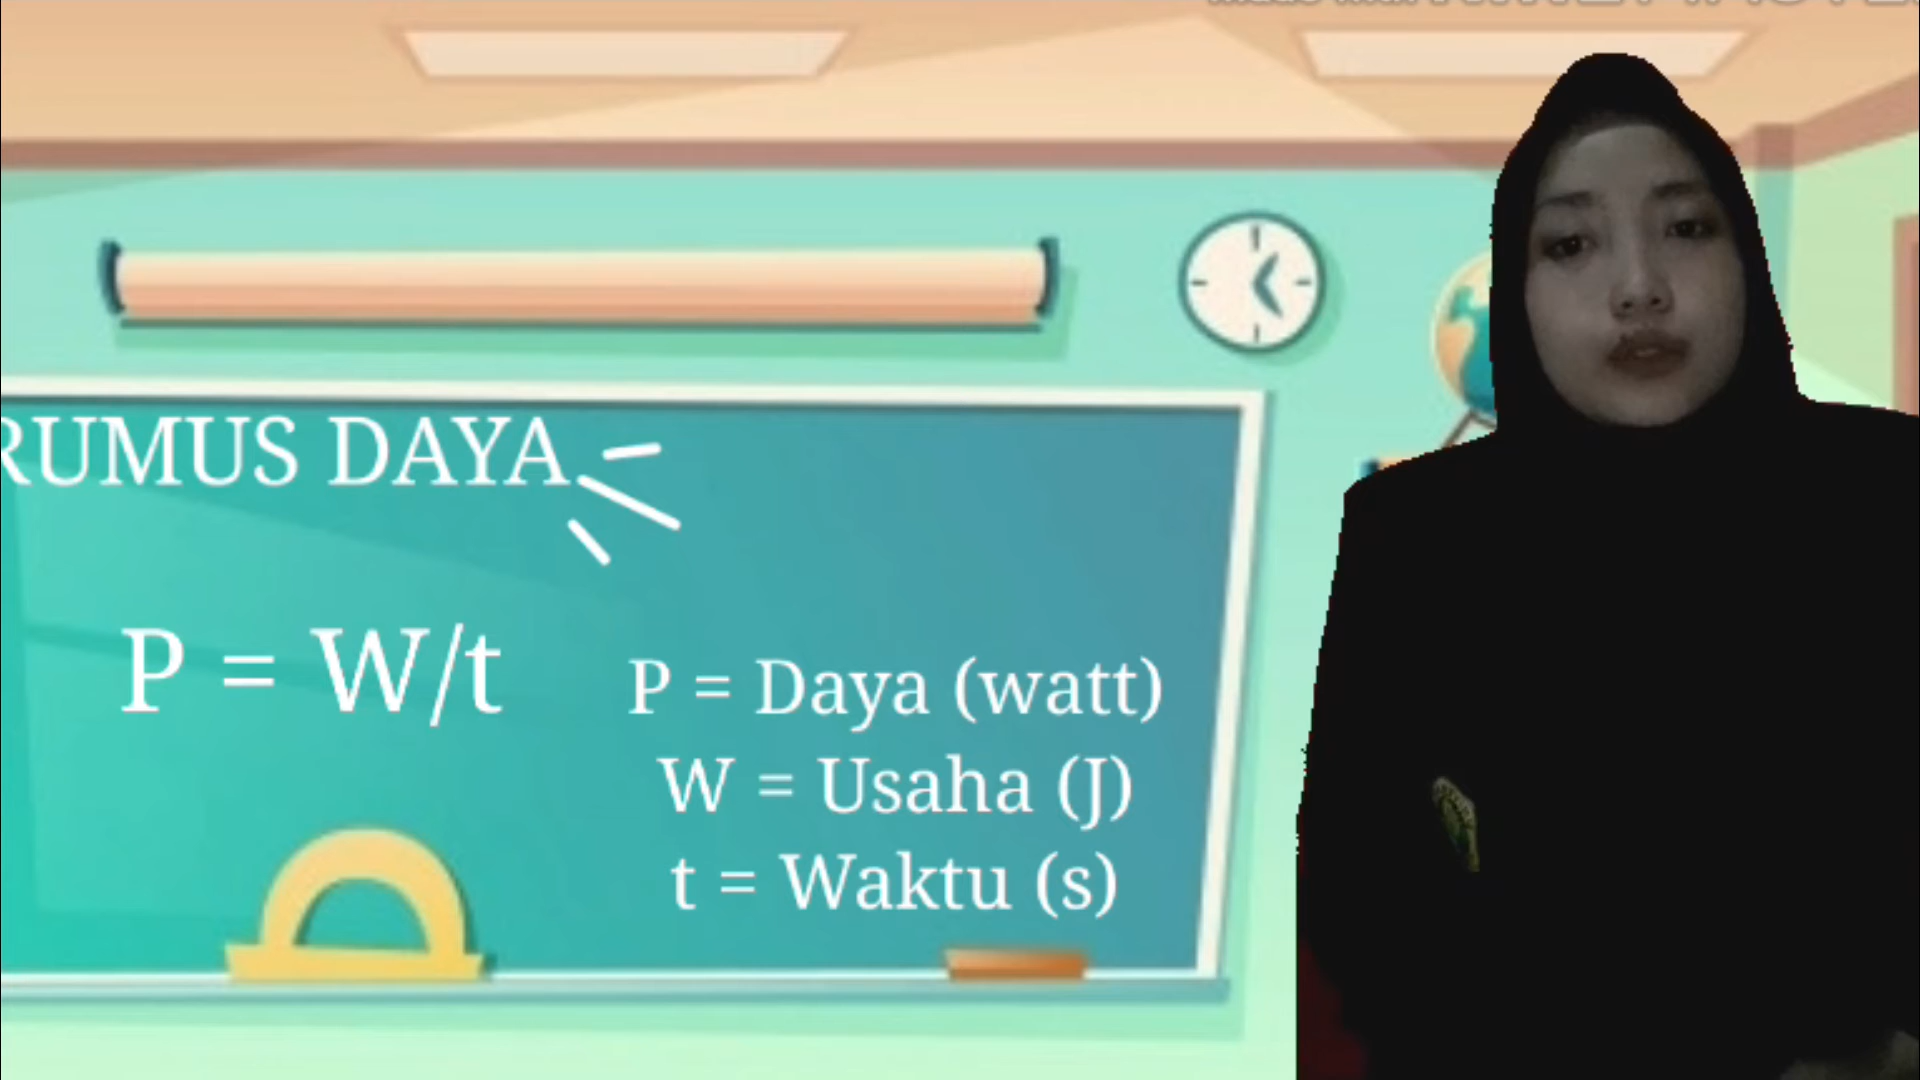 RUMUS DAYA
P = W/t
P = Daya (watt)
W = Usaha (J)
t = Waktu (s)